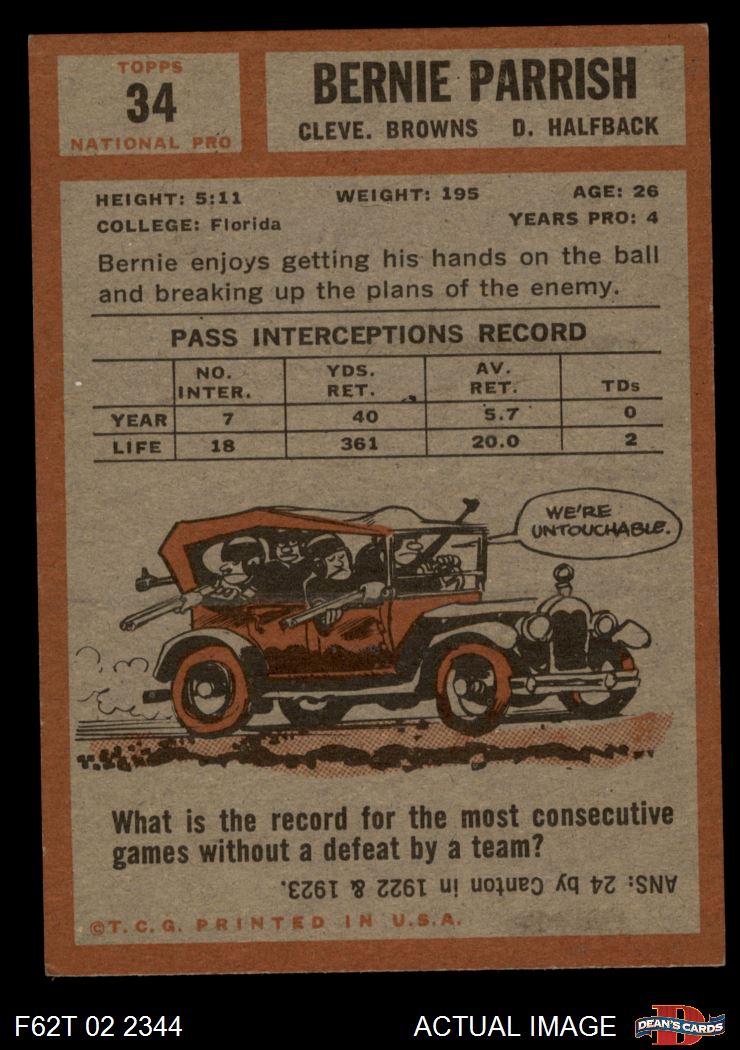 TOPPS
34
NATIONAL PRO
BERNIE PARRISH
CLEVE. BROWNS D. HALFBACK
HEIGHT: 5:11 WEIGHT: 195 AGE: 26
COLLEGE: Florida YEARS PRO: 4
Bernie enjoys getting his hands on the ball
and breaking up the plans of the enemy.
PASS INTERCEPTIONS RECORD
NO. INTER. YDS. RET. AV. RET. TDs
YEAR 7 40 5.7 0
LIFE 18 361 20.0 2
WE'RE
UNTOUCHABLE.
What is the record for the most consecutive
games without a defeat by a team?
ANS: 24 by Canton in 1922 & 1923.
©T.C.G. PRINTED IN U.S.A.
F62T 02 2344 ACTUAL IMAGE DEAN'S CARDS